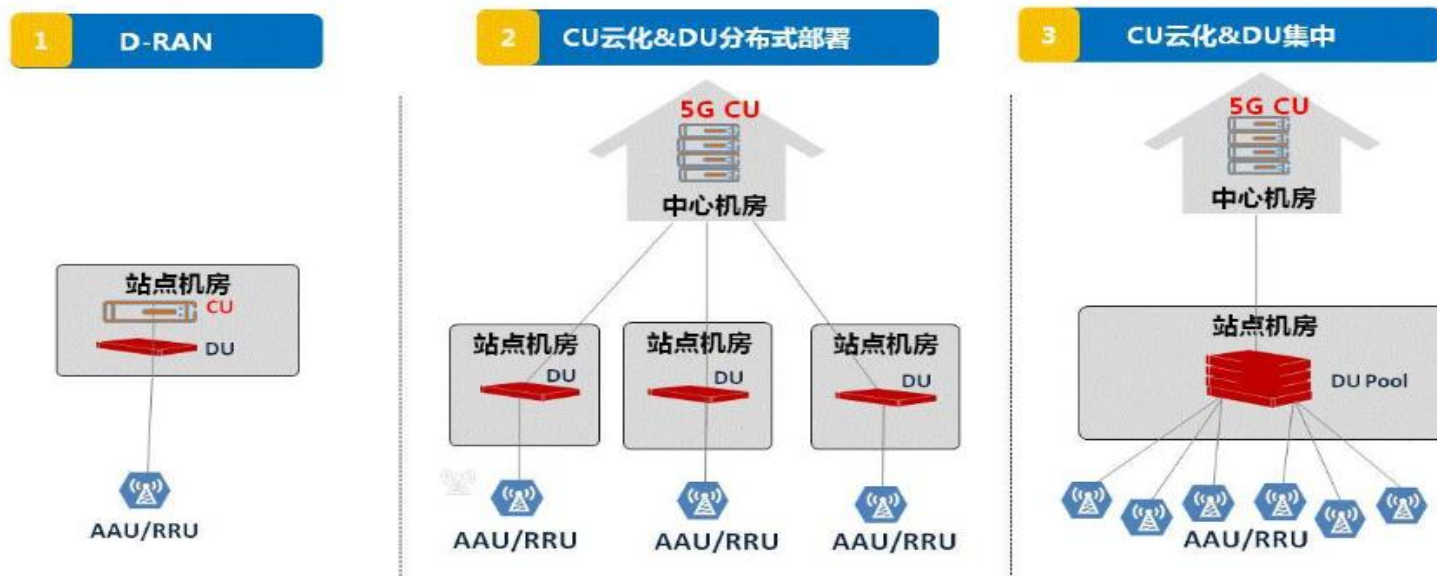 1
D-RAN
站点机房
CU
DU
AAU/RRU
2
CU云化&DU分布式部署
5G CU
中心机房
站点机房
DU
站点机房
DU
站点机房
DU
AAU/RRU
AAU/RRU
AAU/RRU
3
CU云化&DU集中
5G CU
中心机房
站点机房
DU Pool
AAU/RRU